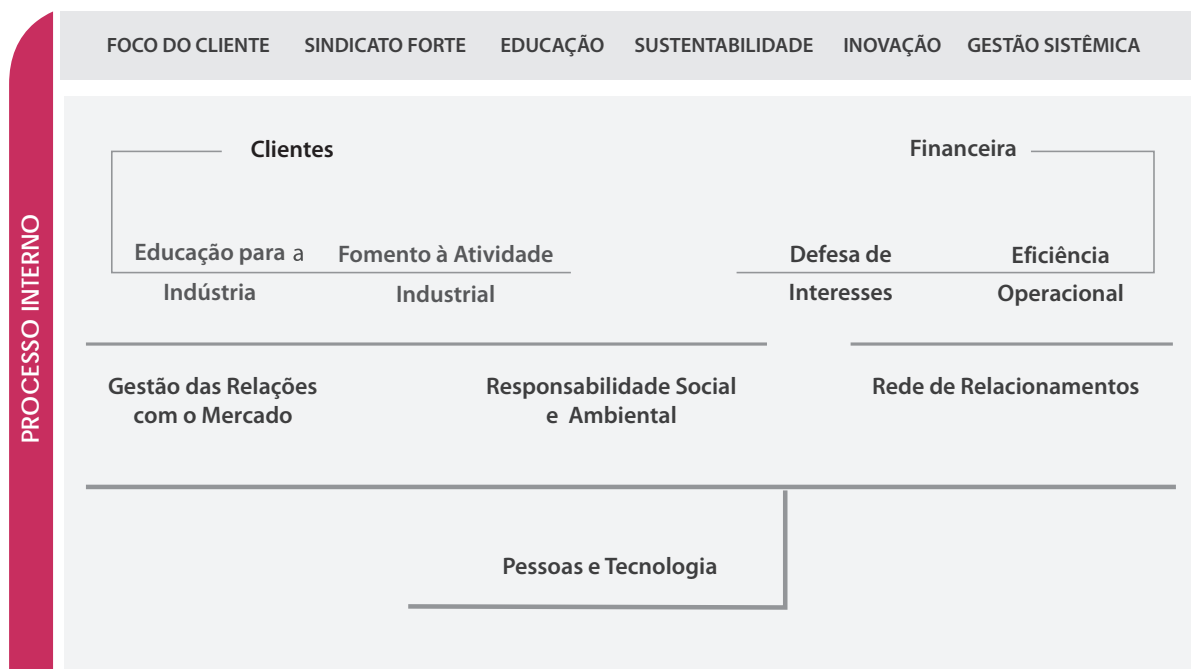 FOCO DO CLIENTE SINDICATO FORTE EDUCAÇÃO SUSTENTABILIDADE INOVAÇÃO GESTÃO SISTÊMICA
PROCESSO INTERNO
Clientes
Financeira
Educação para a
Indústria
Fomento à Atividade
Industrial
Defesa de
Interesses
Eficiência
Operacional
Gestão das Relações
com o Mercado
Responsabilidade Social
e Ambiental
Rede de Relacionamentos
Pessoas e Tecnologia